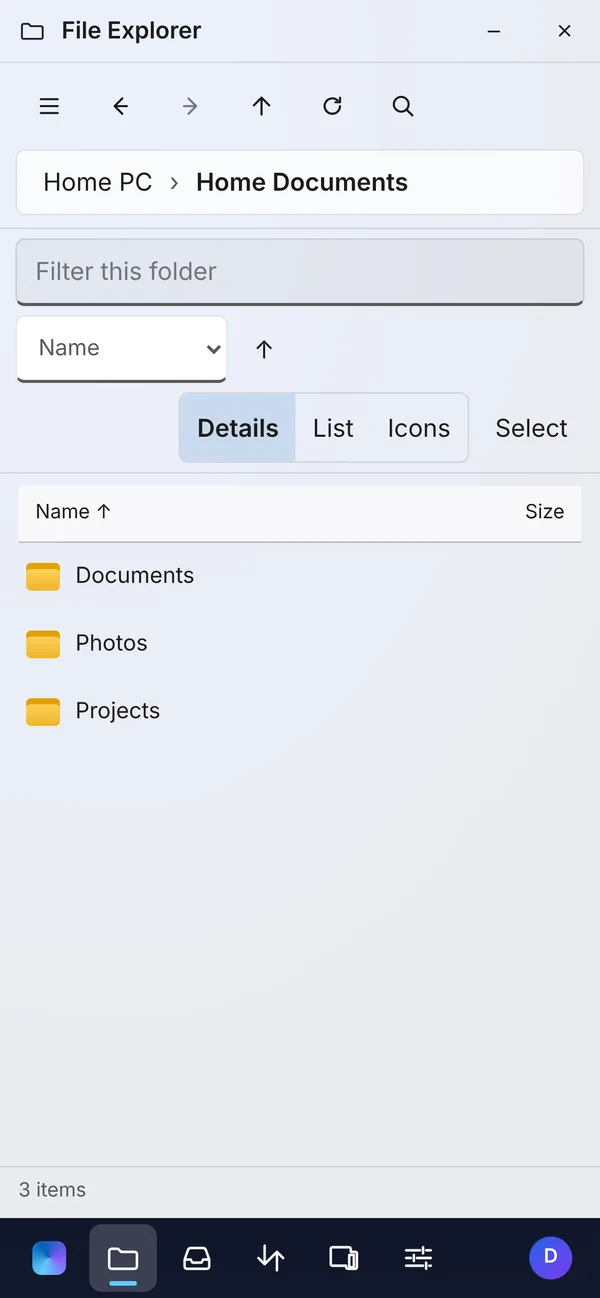 File Explorer
Home PC › Home Documents
Filter this folder
Name
Details List Icons Select
Name ↑ Size
Documents
Photos
Projects
3 items
D